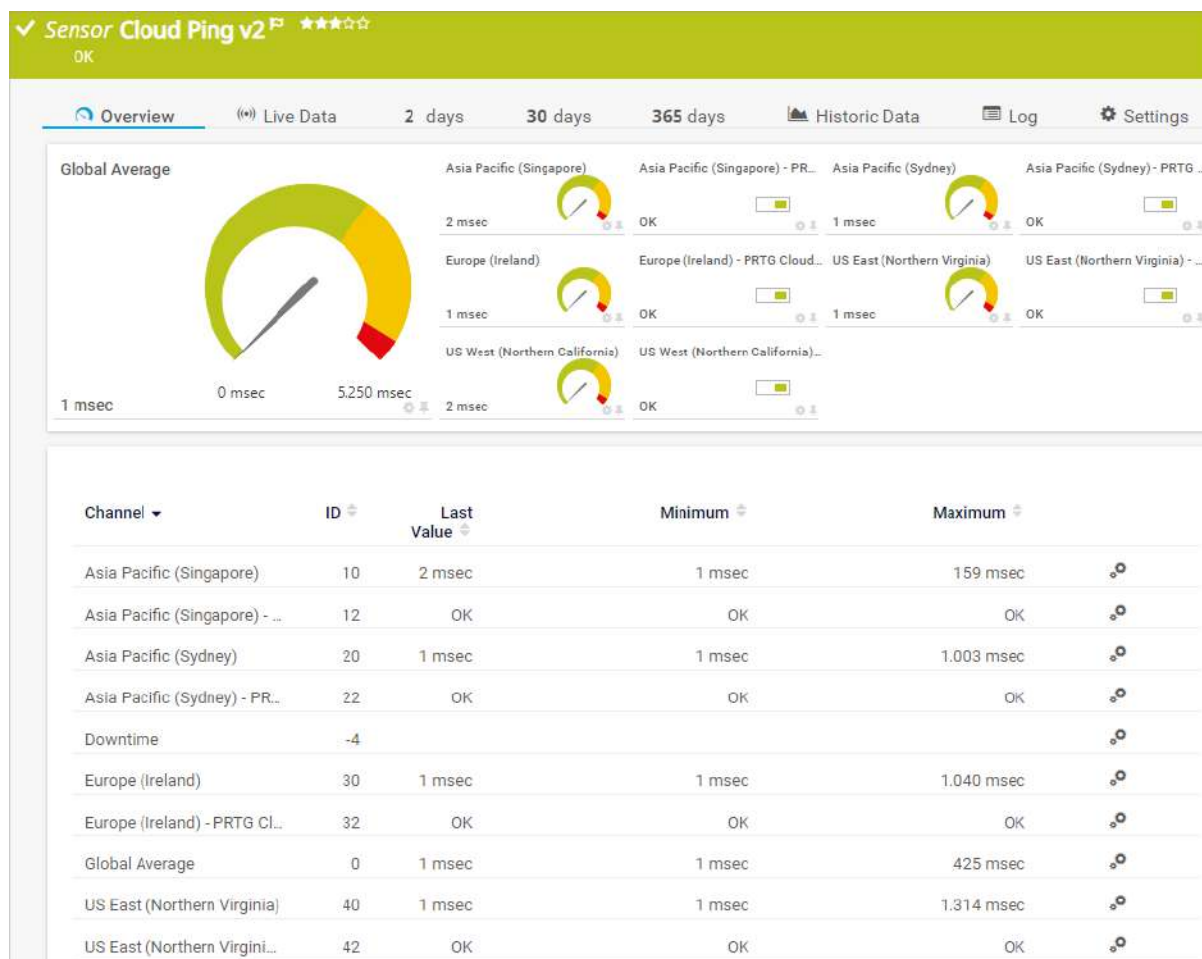 Sensor Cloud Ping v2
OK
Overview Live Data 2 days 30 days 365 days Historic Data Log Settings
Global Average
0 msec 5.250 msec
1 msec
Asia Pacific (Singapore)
2 msec
Asia Pacific (Singapore) - PR...
OK
Asia Pacific (Sydney)
1 msec
Asia Pacific (Sydney) - PRTG ...
OK
Europe (Ireland)
1 msec
Europe (Ireland) - PRTG Cloud...
OK
US East (Northern Virginia)
1 msec
US East (Northern Virginia) - ...
OK
US West (Northern California)
2 msec
US West (Northern California)...
OK
Channel ID Last Value Minimum Maximum
Asia Pacific (Singapore) 10 2 msec 1 msec 159 msec
Asia Pacific (Singapore) - ... 12 OK OK OK
Asia Pacific (Sydney) 20 1 msec 1 msec 1.003 msec
Asia Pacific (Sydney) - PR... 22 OK OK OK
Downtime -4
Europe (Ireland) 30 1 msec 1 msec 1.040 msec
Europe (Ireland) - PRTG Cl... 32 OK OK OK
Global Average 0 1 msec 1 msec 425 msec
US East (Northern Virginia) 40 1 msec 1 msec 1.314 msec
US East (Northern Virgini... 42 OK OK OK